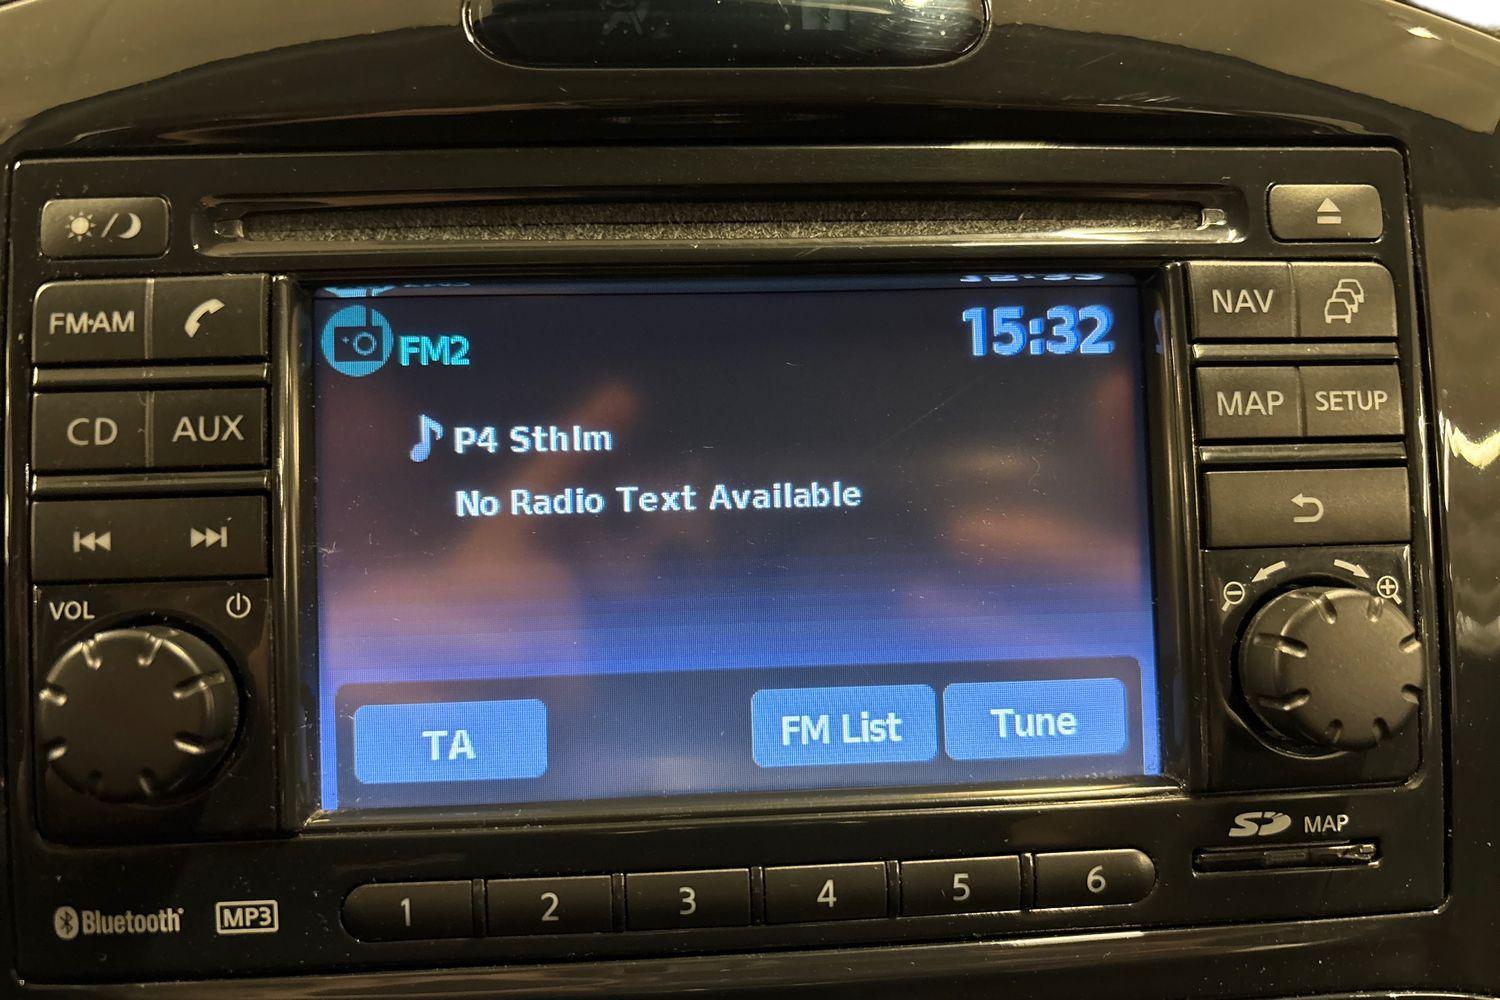 FM·AM
CD
AUX
VOL
FM2
15:32
P4 Sthlm
No Radio Text Available
TA
FM List
Tune
NAV
MAP
SETUP
SD MAP
Bluetooth
MP3
1
2
3
4
5
6